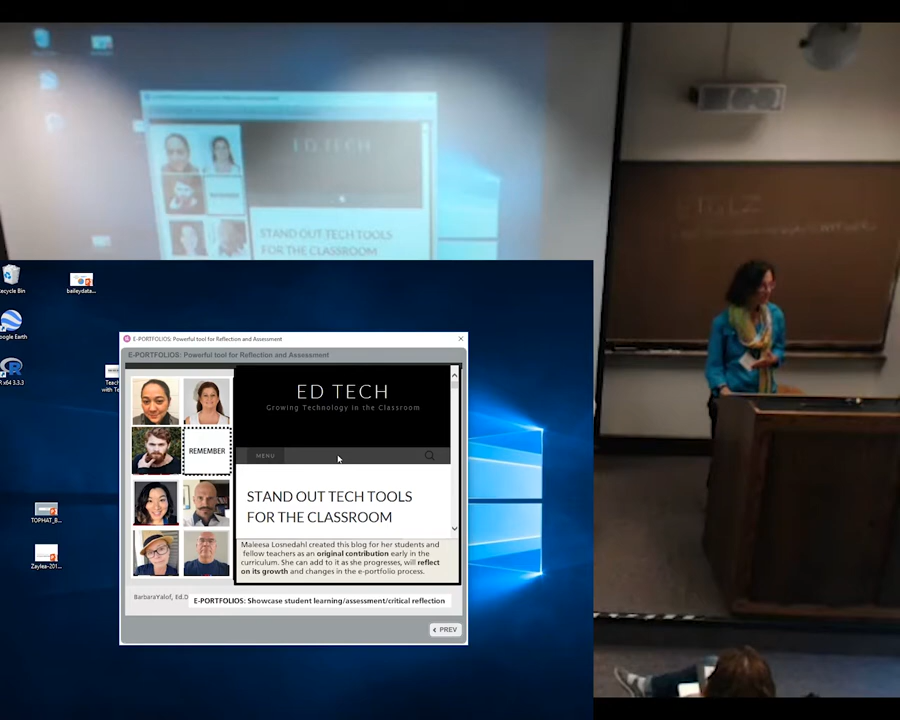 ED TECH
STAND OUT TECH TOOLS
FOR THE CLASSROOM
ecycle Bin
baileydata...
oogle Earth
R x64 3.3.3
Teac
with Te
TOPHAT_B...
Zaylea-201...
E-PORTFOLIOS: Powerful tool for Reflection and Assessment
E-PORTFOLIOS: Powerful tool for Reflection and Assessment
REMEMBER
ED TECH
Growing Technology in the Classroom
MENU
STAND OUT TECH TOOLS
FOR THE CLASSROOM
Maleesa Losnedahl created this blog for her students and
fellow teachers as an original contribution early in the
curriculum. She can add to it as she progresses, will reflect
on its growth and changes in the e-portfolio process.
BarbaraYalof, Ed.D
E-PORTFOLIOS: Showcase student learning/assessment/critical reflection
PREV